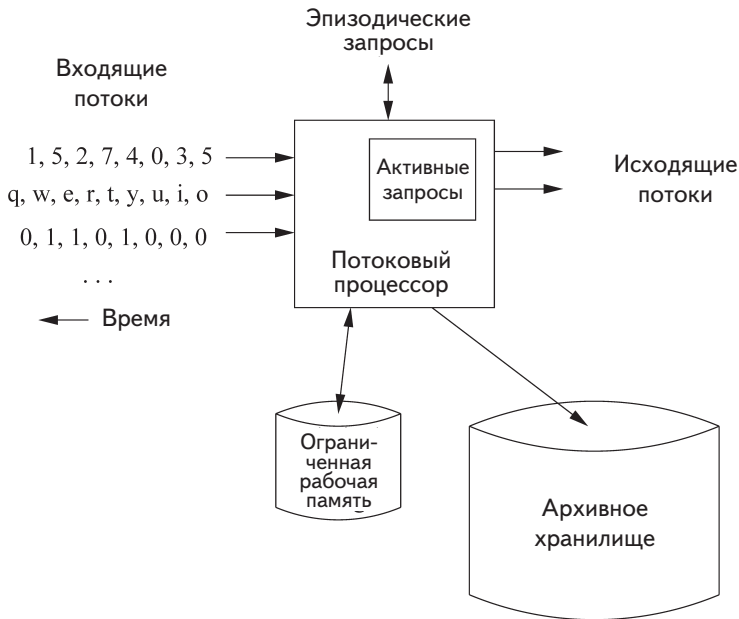 Эпизодические
запросы
Входящие
потоки
1, 5, 2, 7, 4, 0, 3, 5
q, w, e, r, t, y, u, i, o
0, 1, 1, 0, 1, 0, 0, 0
. . .
Время
Активные
запросы
Потоковый
процессор
Исходящие
потоки
Ограни-
ченная
рабочая
память
Архивное
хранилище